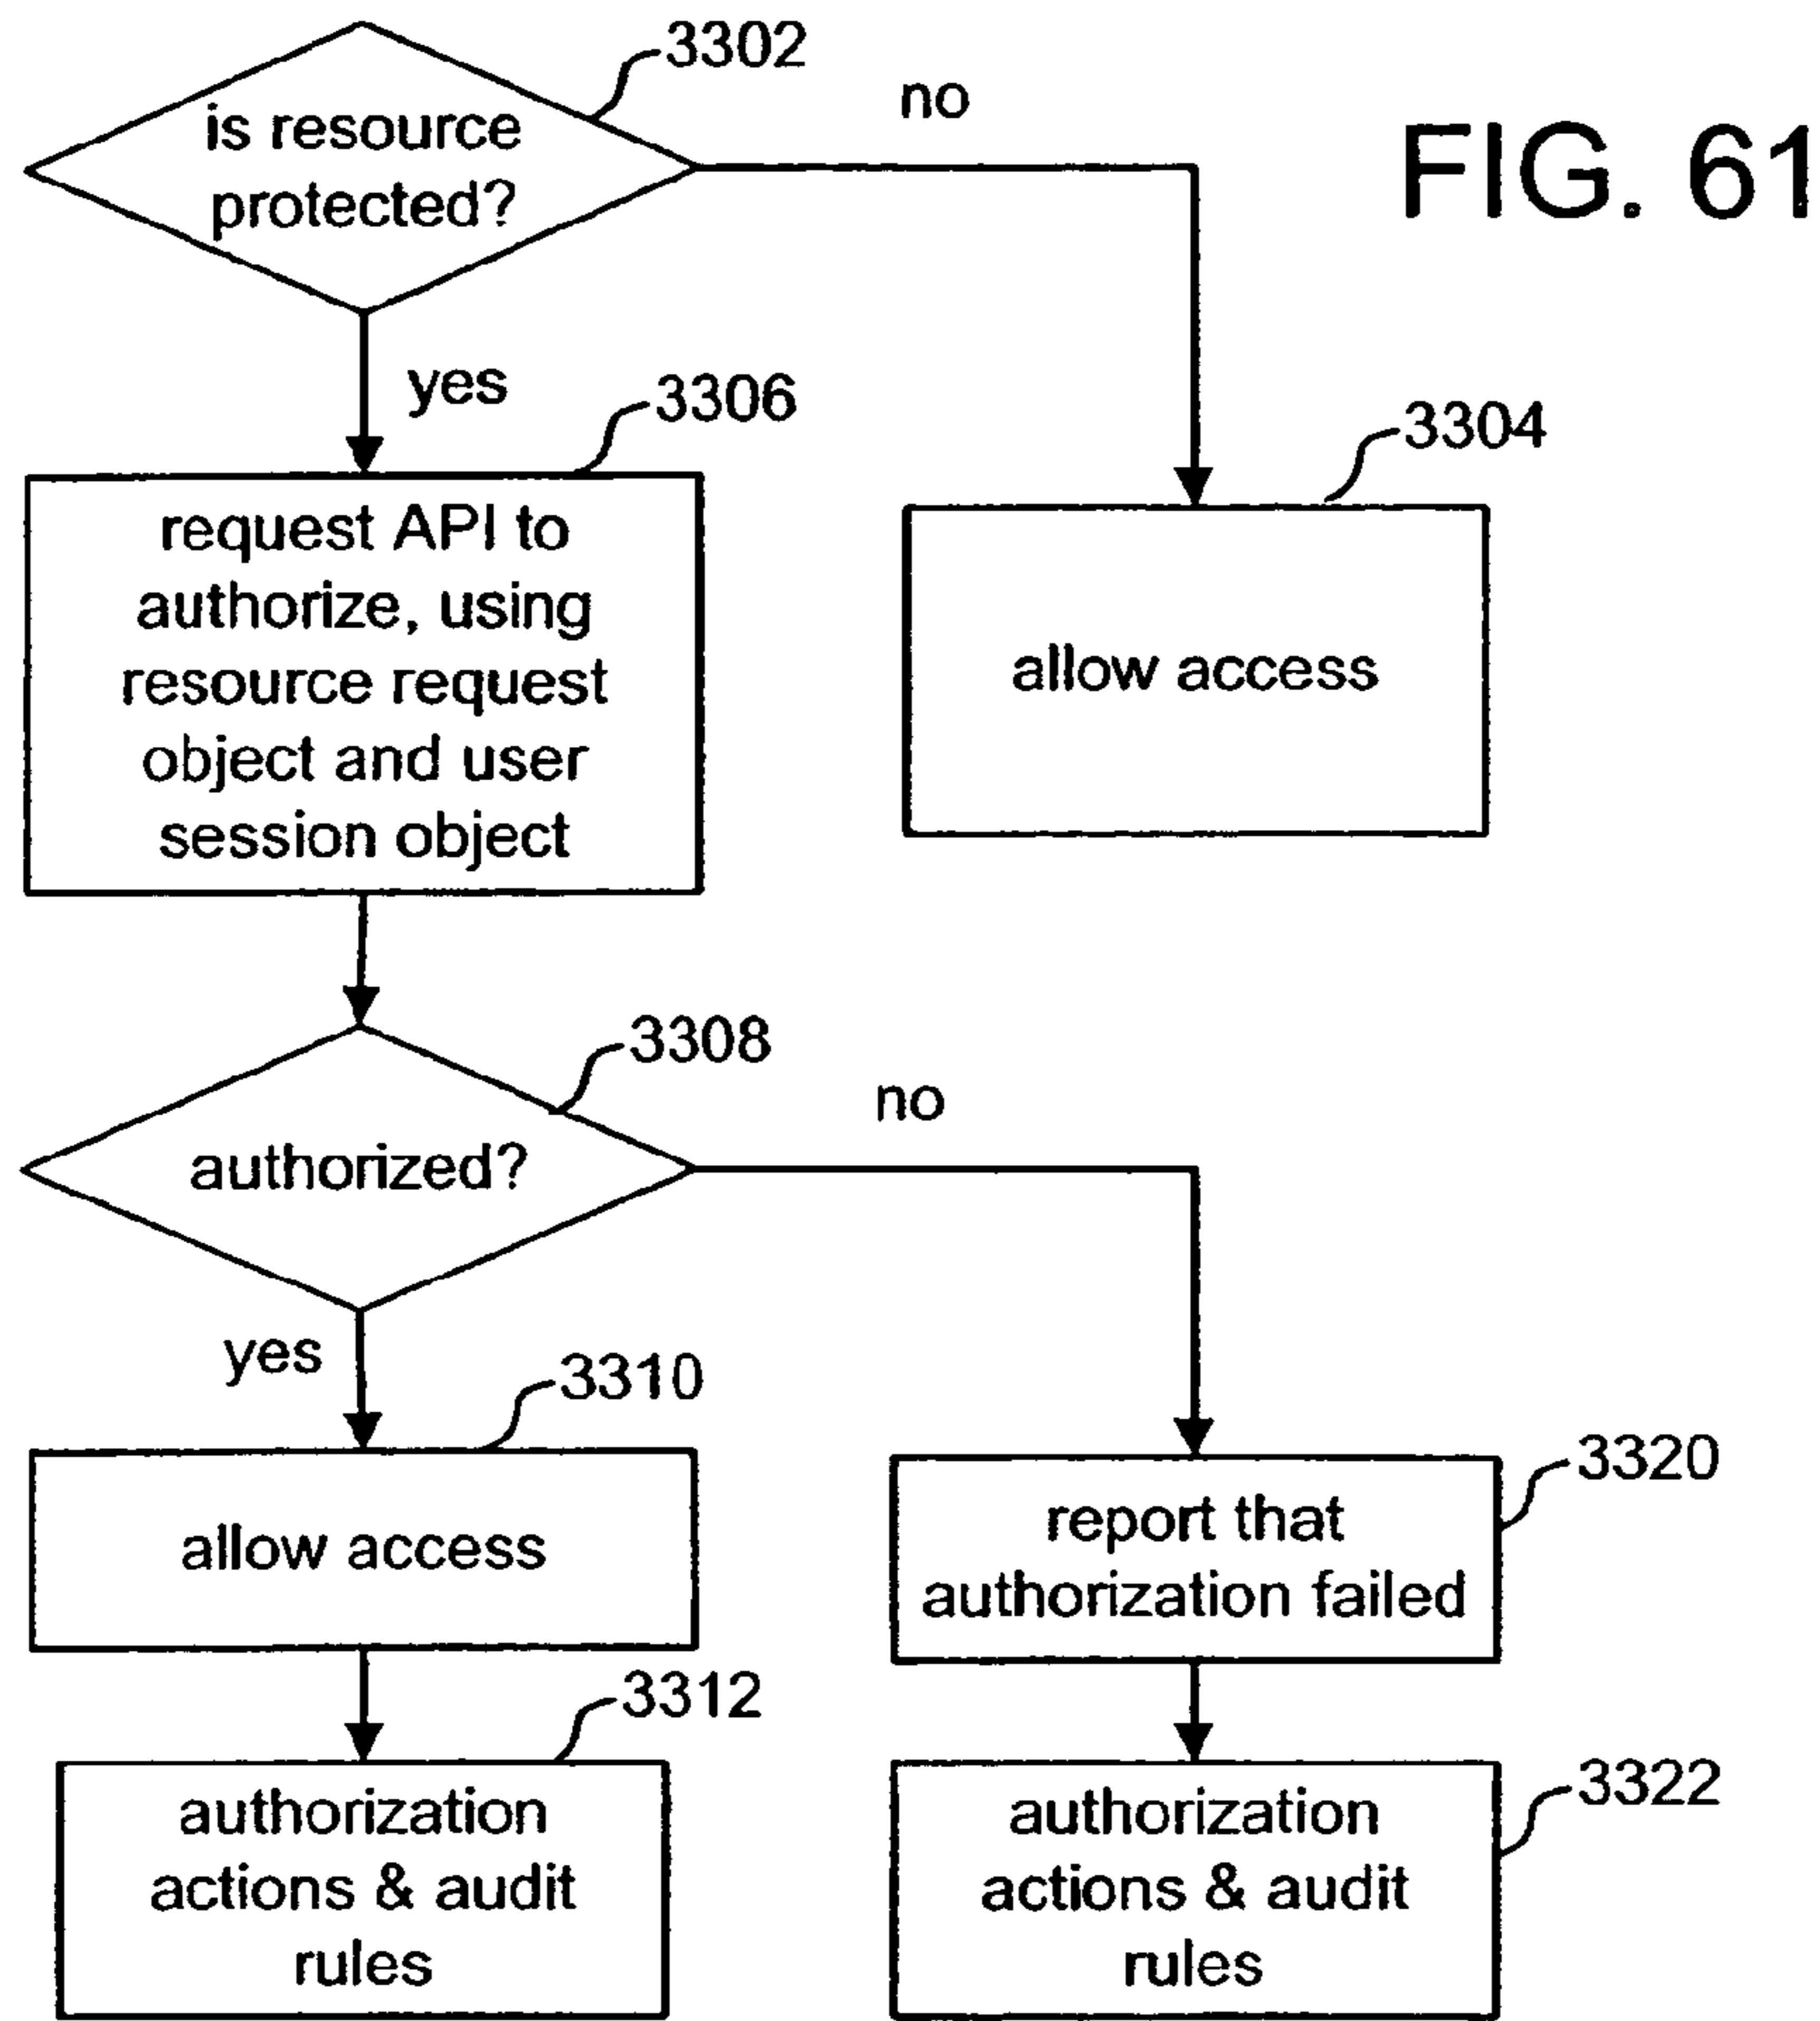 3302
no
FIG. 61
is resource
protected?
yes
3306
3304
request API to
authorize, using
resource request
object and user
session object
allow access
3308
no
authorized?
yes
3310
3320
allow access
report that
authorization failed
3312
3322
authorization
actions & audit
rules
authorization
actions & audit
rules